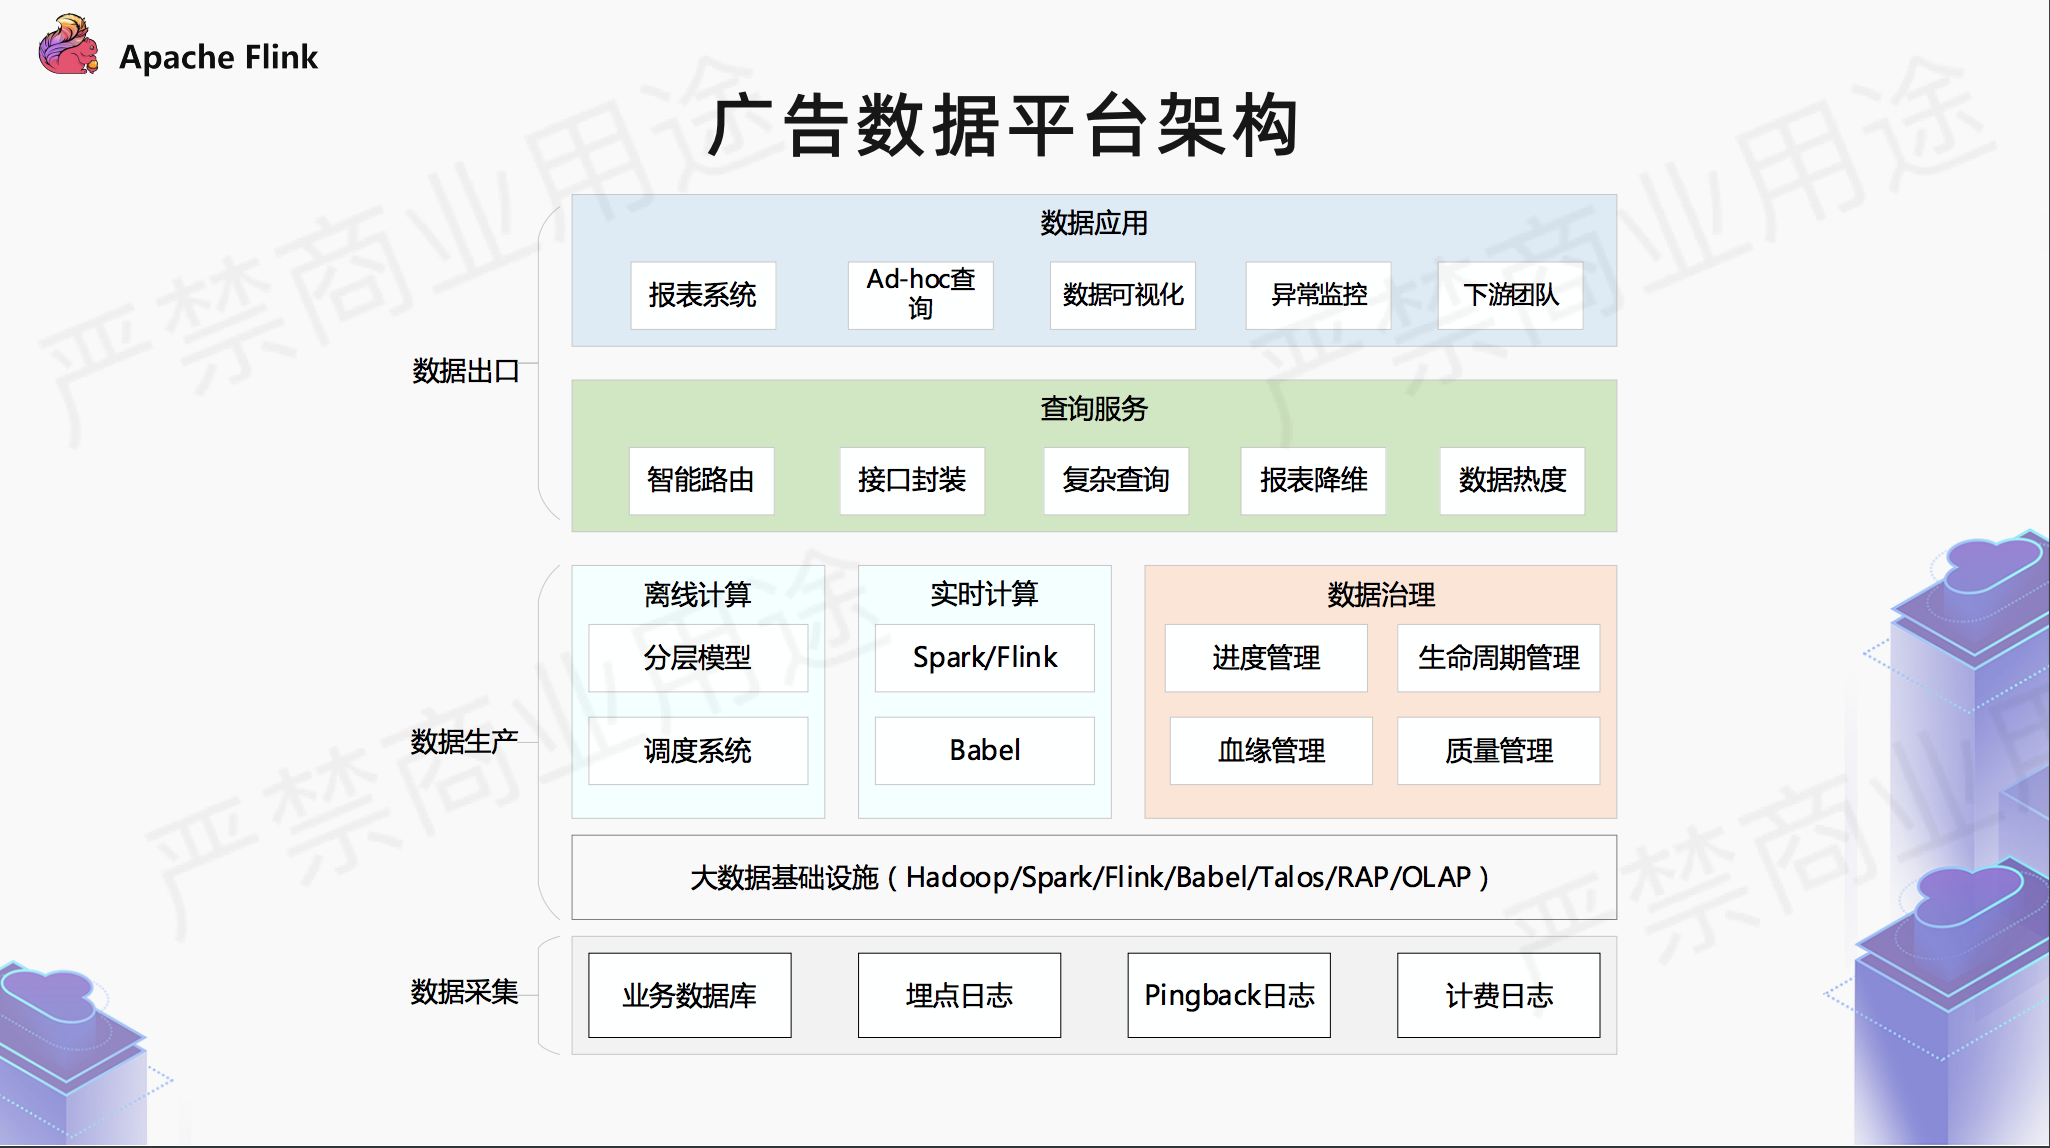 Apache Flink
广告数据平台架构
数据应用
报表系统
Ad-hoc查
询
数据可视化
异常监控
下游团队
数据出口
查询服务
智能路由
接口封装
复杂查询
报表降维
数据热度
离线计算
分层模型
调度系统
实时计算
Spark/Flink
Babel
数据治理
进度管理
生命周期管理
血缘管理
质量管理
数据生产
大数据基础设施（Hadoop/Spark/Flink/Babel/Talos/RAP/OLAP）
数据采集
业务数据库
埋点日志
Pingback日志
计费日志
严禁商业用途
严禁商业用途
严禁商业用途
严禁商业用